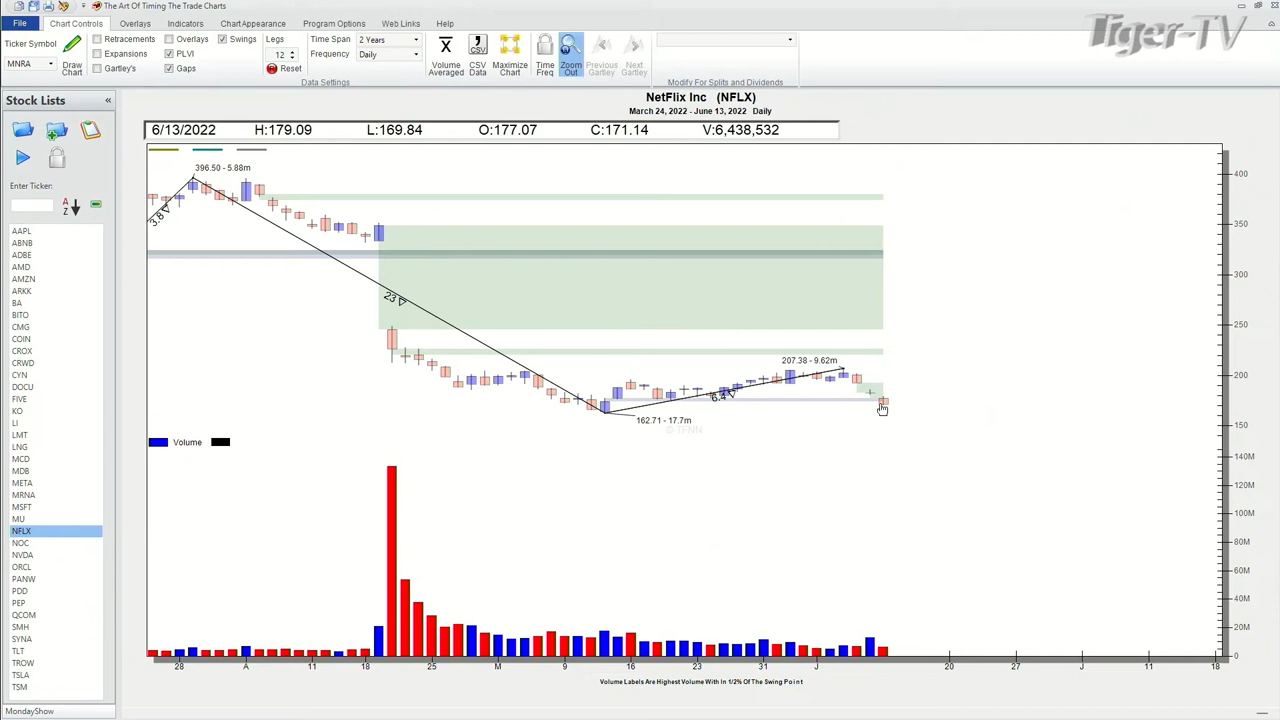 The Art Of Timing The Trade Charts
Tiger-TV
File Chart Controls Overlays Indicators Chart Appearance Program Options Web Links Help
Ticker Symbol
MNRA
Draw Chart
Retracements Overlays Swings
Expansions PLVI
Gartley's Gaps
Legs
12
Reset
Time Span 2 Years
Frequency Daily
Data Settings
Volume Averaged
CSV Data
Maximize Chart
Time Freq
Zoom Out
Previous Gartley
Next Gartley
Modify For Splits and Dividends
Stock Lists «
Enter Ticker:
A
Z
AAPL
ABNB
ADBE
AMD
AMZN
ARKK
BA
BITO
CMG
COIN
CROX
CRWD
CYN
DOCU
FIVE
KO
LI
LMT
LNG
MCD
MDB
META
MRNA
MSFT
MU
NFLX
NOC
NVDA
ORCL
PANW
PDD
PEP
QCOM
SMH
SYNA
TLT
TROW
TSLA
TSM
MondayShow
NetFlix Inc (NFLX)
March 24, 2022 - June 13, 2022 Daily
6/13/2022 H:179.09 L:169.84 O:177.07 C:171.14 V:6,438,532
396.50 - 5.88m
3.8
23
207.38 - 9.62m
6.4
162.71 - 17.7m
© TFNN
400
350
300
250
200
150
Volume
140M
120M
100M
80M
60M
40M
20M
0
28 A 11 18 25 M 9 16 23 31 J 20 27 J 11 18
Volume Labels Are Highest Volume With In 1/2% Of The Swing Point